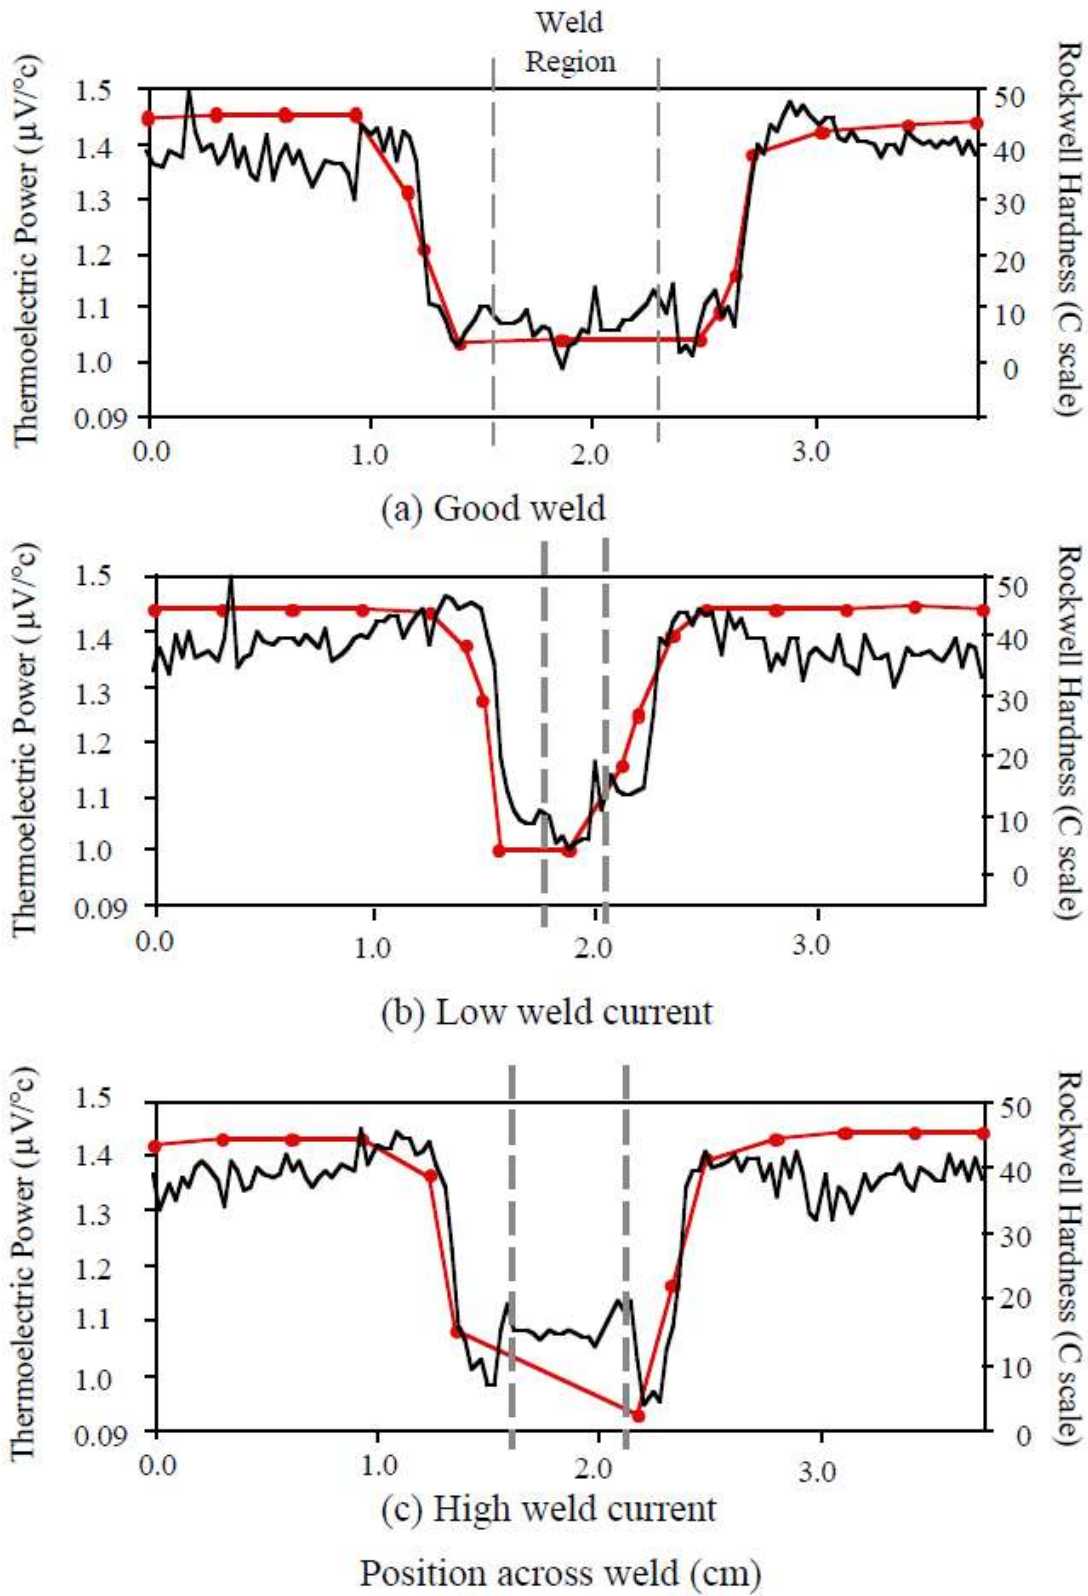 Weld
Region
Thermoelectric Power (µV/°c)
1.5
1.4
1.3
1.2
1.1
1.0
0.09
50
40
30
20
10
0
Rockwell Hardness (C scale)
0.0 1.0 2.0 3.0
(a) Good weld
Thermoelectric Power (µV/°c)
1.5
1.4
1.3
1.2
1.1
1.0
0.09
50
40
30
20
10
0
Rockwell Hardness (C scale)
0.0 1.0 2.0 3.0
(b) Low weld current
Thermoelectric Power (µV/°c)
1.5
1.4
1.3
1.2
1.1
1.0
0.09
50
40
30
20
10
0
Rockwell Hardness (C scale)
0.0 1.0 2.0 3.0
(c) High weld current
Position across weld (cm)